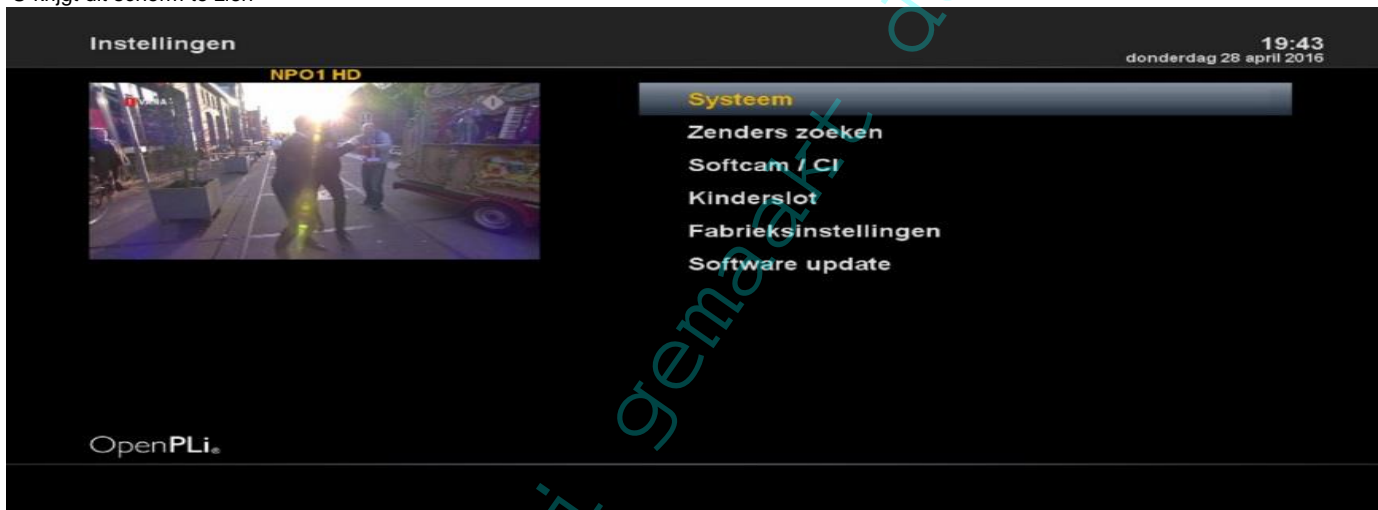 Instellingen
19:43
donderdag 28 april 2016
NPO1 HD
Systeem
Zenders zoeken
Softcam / CI
Kinderslot
Fabrieksinstellingen
Software update
OpenPLi®
gemaakt